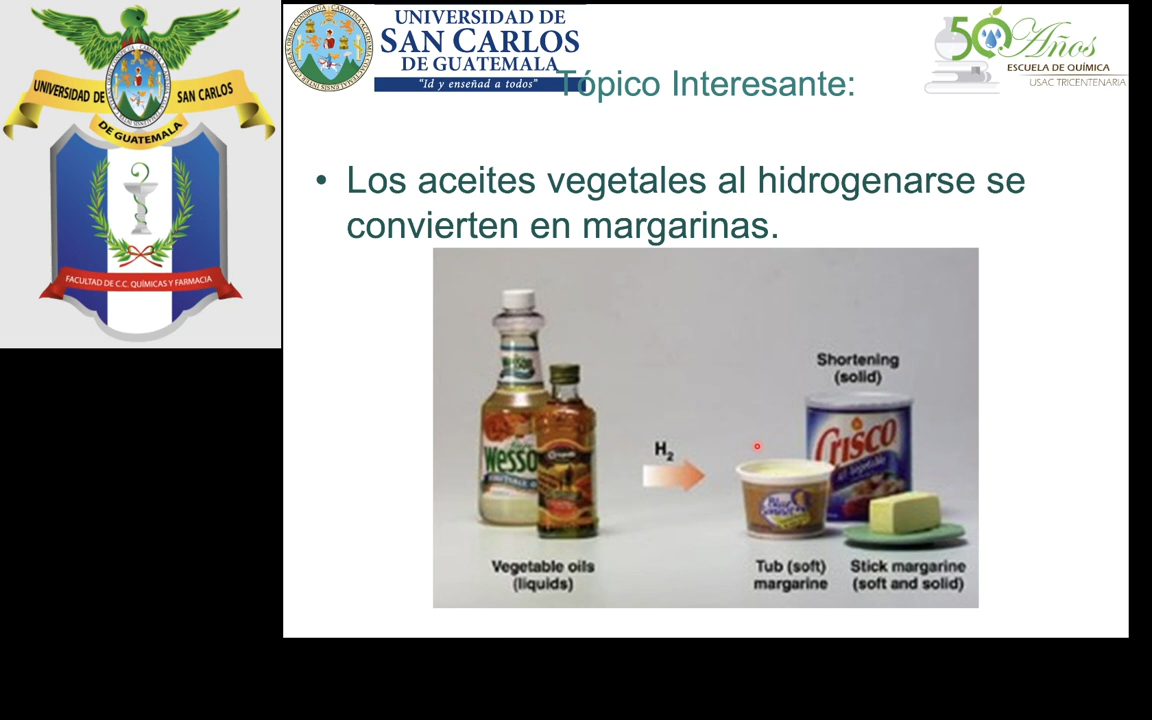 UNIVERSIDAD DE
SAN CARLOS
DE GUATEMALA
FACULTAD DE C.C. QUÍMICAS Y FARMACIA
UNIVERSIDAD DE
SAN CARLOS
DE GUATEMALA
"Id y enseñad a todos"
Tópico Interesante:
50 Años
ESCUELA DE QUÍMICA
USAC TRICENTENARIA
• Los aceites vegetales al hidrogenarse se
convierten en margarinas.
Shortening
(solid)
Crisco
H2
Wesso
Vegetable oils
(liquids)
Tub (soft)
margarine
Stick margarine
(soft and solid)